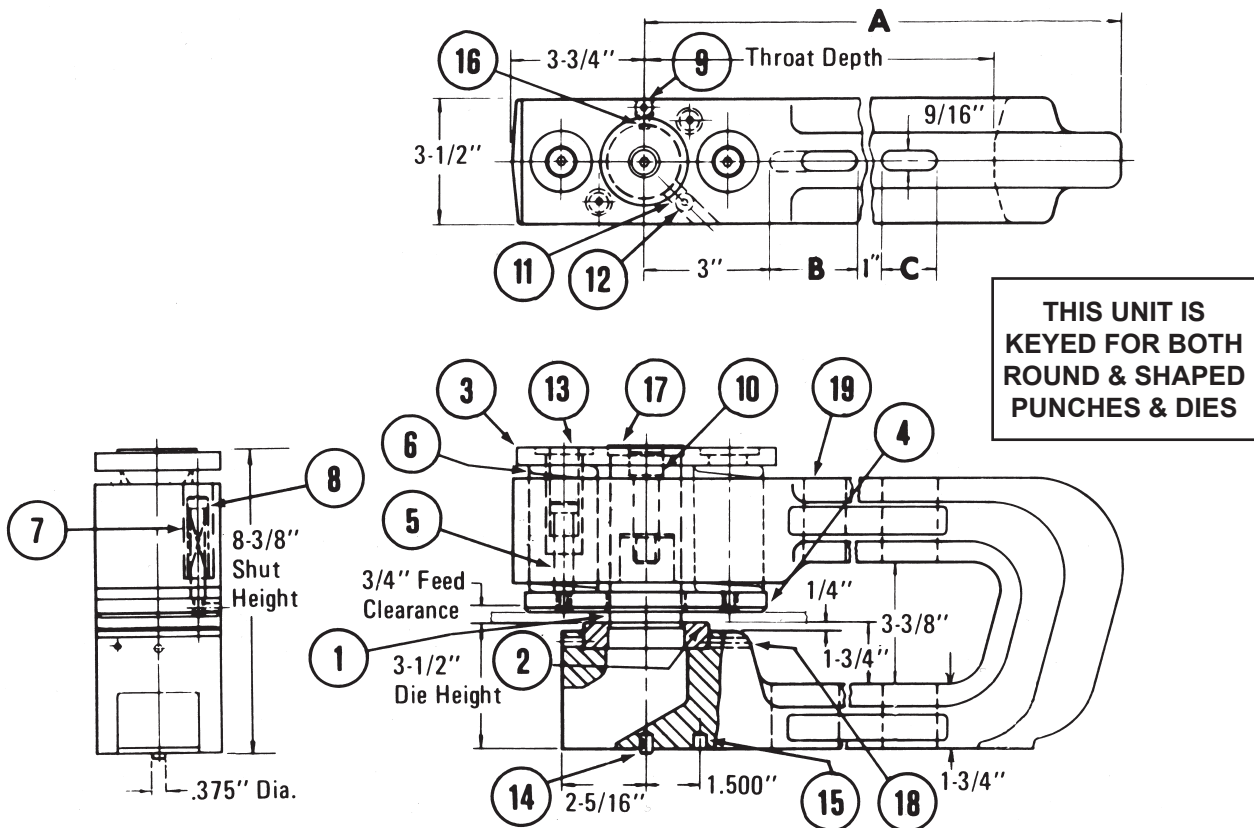 A
3-3/4"
16
9
Throat Depth
9/16"
3-1/2"
11
12
3"
B
1"
C
THIS UNIT IS
KEYED FOR BOTH
ROUND & SHAPED
PUNCHES & DIES
3
13
17
10
19
4
6
8
7
5
8-3/8"
Shut
Height
3/4" Feed
Clearance
1/4"
3-3/8"
1
2
3-1/2"
Die Height
1-3/4"
14
2-5/16"
1.500"
15
18
1-3/4"
.375" Dia.